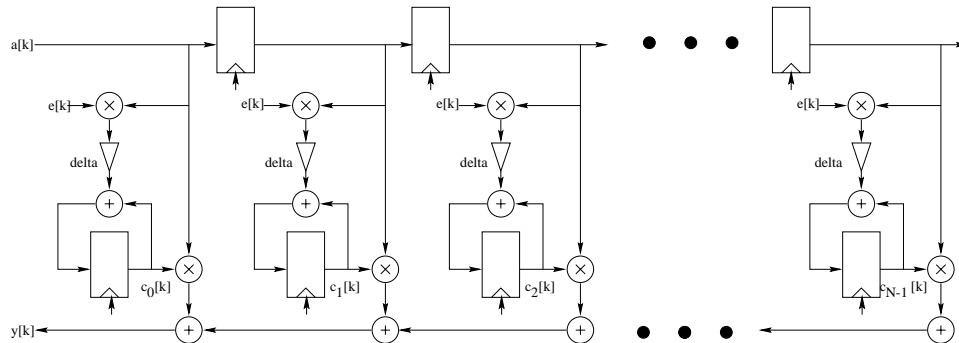 a[k]
e[k] e[k] e[k] e[k]
× × × ×
delta delta delta delta
+ + + +
× × × ×
c0[k] c1[k] c2[k] cN-1[k]
y[k] + + + +